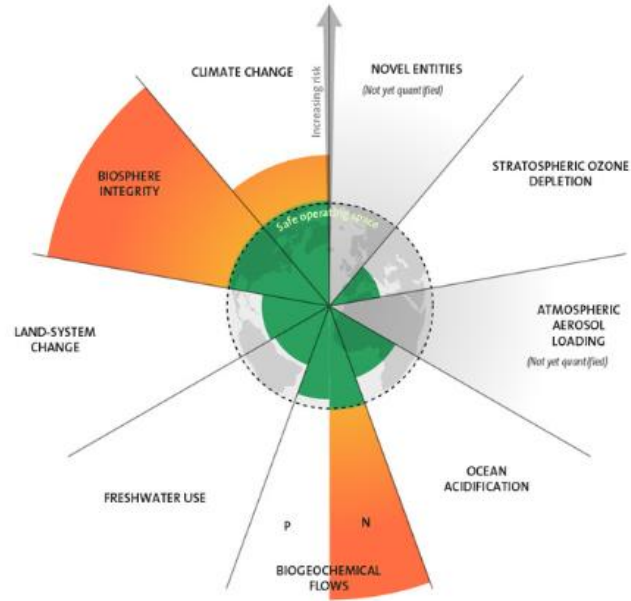 CLIMATE CHANGE
Increasing risk
NOVEL ENTITIES
(Not yet quantified)
STRATOSPHERIC OZONE
DEPLETION
BIOSPHERE
INTEGRITY
Safe operating space
ATMOSPHERIC
AEROSOL
LOADING
(Not yet quantified)
LAND-SYSTEM
CHANGE
OCEAN
ACIDIFICATION
FRESHWATER USE
P
N
BIOGEOCHEMICAL
FLOWS